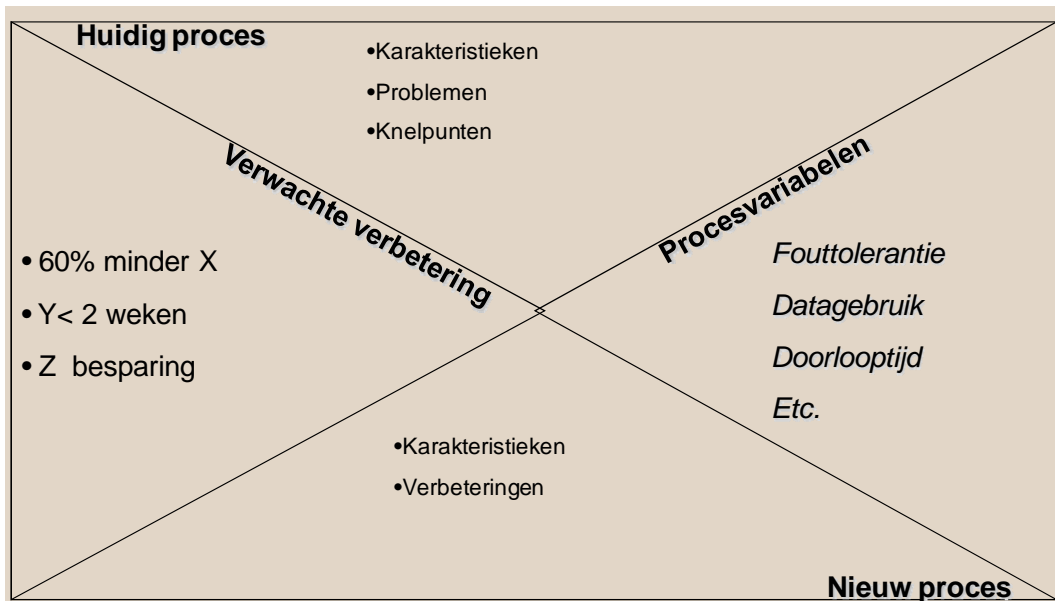 Huidig proces
•Karakteristieken
•Problemen
•Knelpunten
Verwachte verbetering
Procesvariabelen
• 60% minder X
• Y< 2 weken
• Z besparing
Fouttolerantie
Datagebruik
Doorlooptijd
Etc.
•Karakteristieken
•Verbeteringen
Nieuw proces